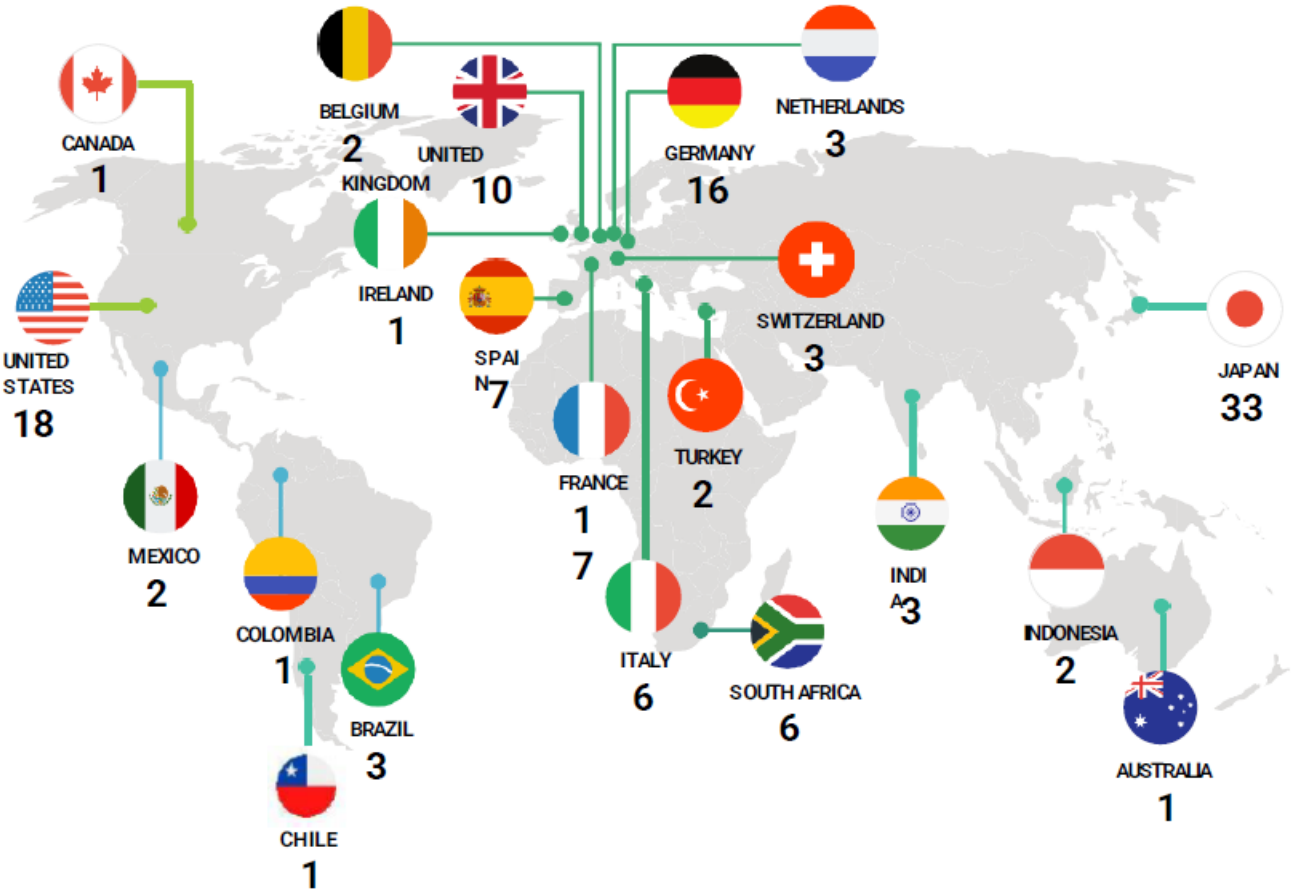 BELGIUM
2
NETHERLANDS
3
CANADA
1
UNITED
KINGDOM
10
GERMANY
16
IRELAND
1
SWITZERLAND
3
UNITED
STATES
18
SPAI
N
7
JAPAN
33
FRANCE
1
7
TURKEY
2
MEXICO
2
INDI
A
3
COLOMBIA
1
INDONESIA
2
ITALY
6
SOUTH AFRICA
6
BRAZIL
3
AUSTRALIA
1
CHILE
1